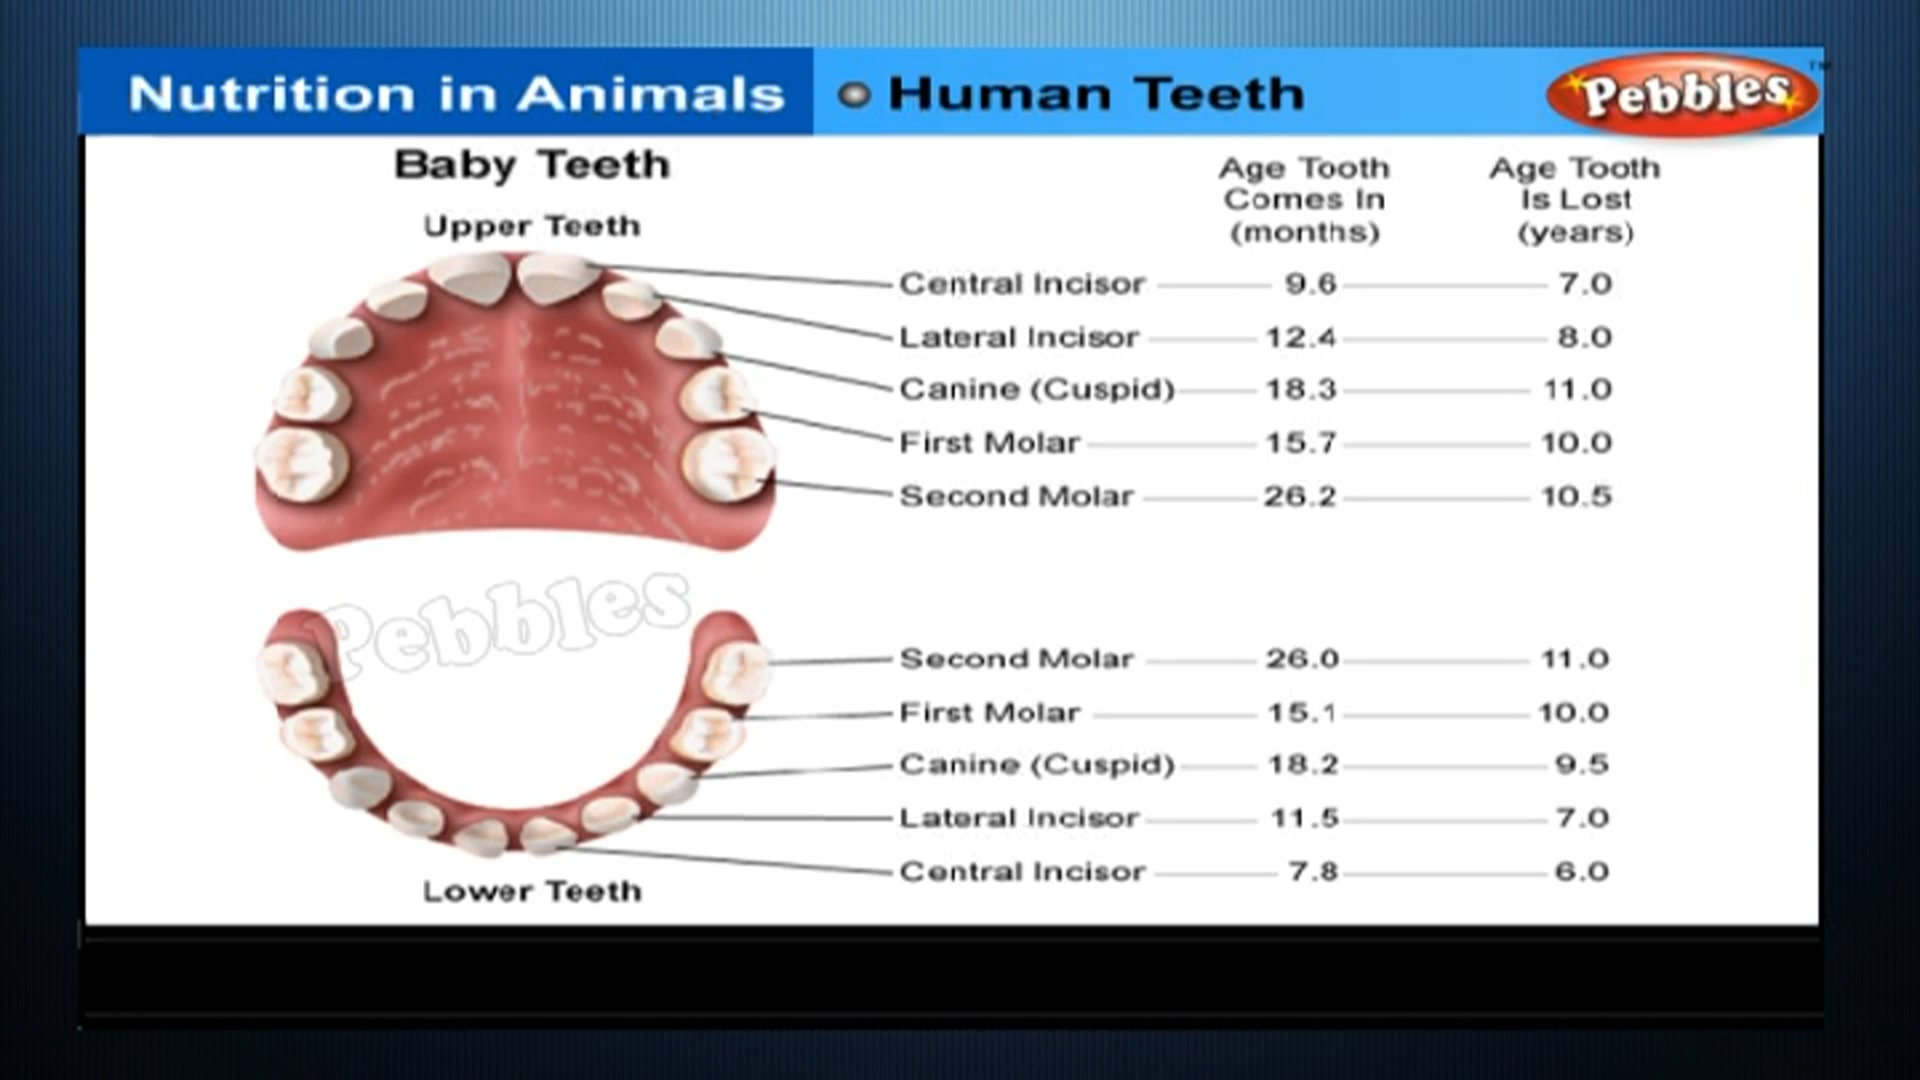 Nutrition in Animals
Human Teeth
Pebbles™
Baby Teeth
Upper Teeth
Age Tooth
Comes In
(months)
Age Tooth
Is Lost
(years)
Central Incisor 9.6 7.0
Lateral Incisor 12.4 8.0
Canine (Cuspid) 18.3 11.0
First Molar 15.7 10.0
Second Molar 26.2 10.5
Pebbles
Second Molar 26.0 11.0
First Molar 15.1 10.0
Canine (Cuspid) 18.2 9.5
Lateral Incisor 11.5 7.0
Central Incisor 7.8 6.0
Lower Teeth